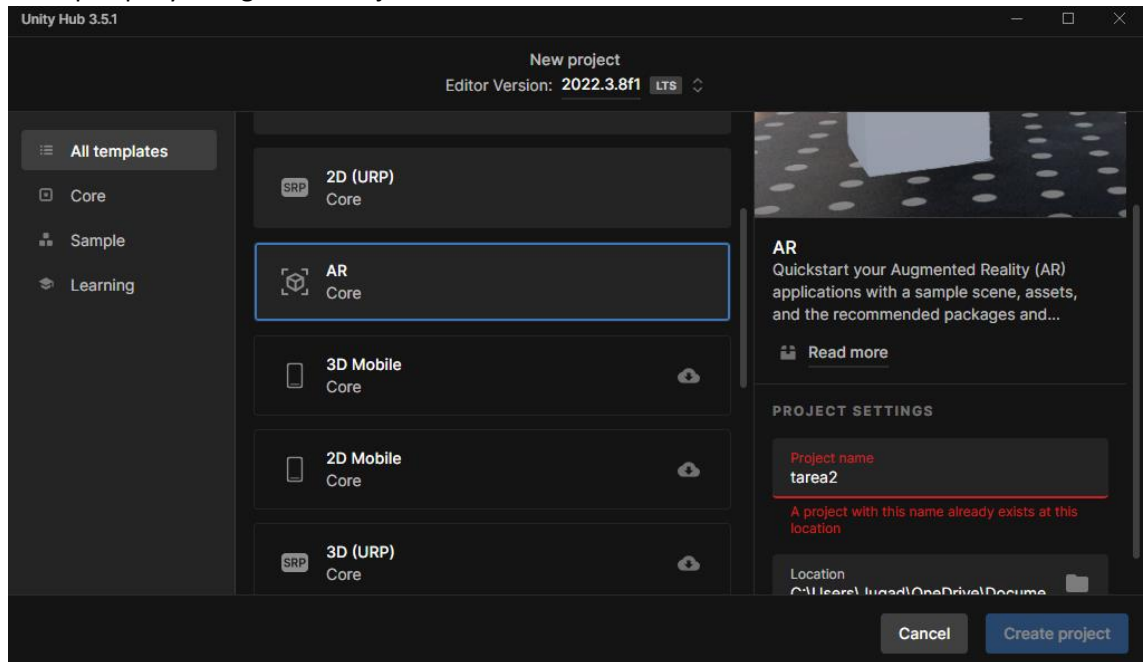 Unity Hub 3.5.1
New project
Editor Version: 2022.3.8f1 LTS
All templates
Core
Sample
Learning
SRP
2D (URP)
Core
AR
Core
3D Mobile
Core
2D Mobile
Core
SRP
3D (URP)
Core
AR
Quickstart your Augmented Reality (AR)
applications with a sample scene, assets,
and the recommended packages and...
Read more
PROJECT SETTINGS
Project name
tarea2
A project with this name already exists at this
location
Location
Cancel
Create project